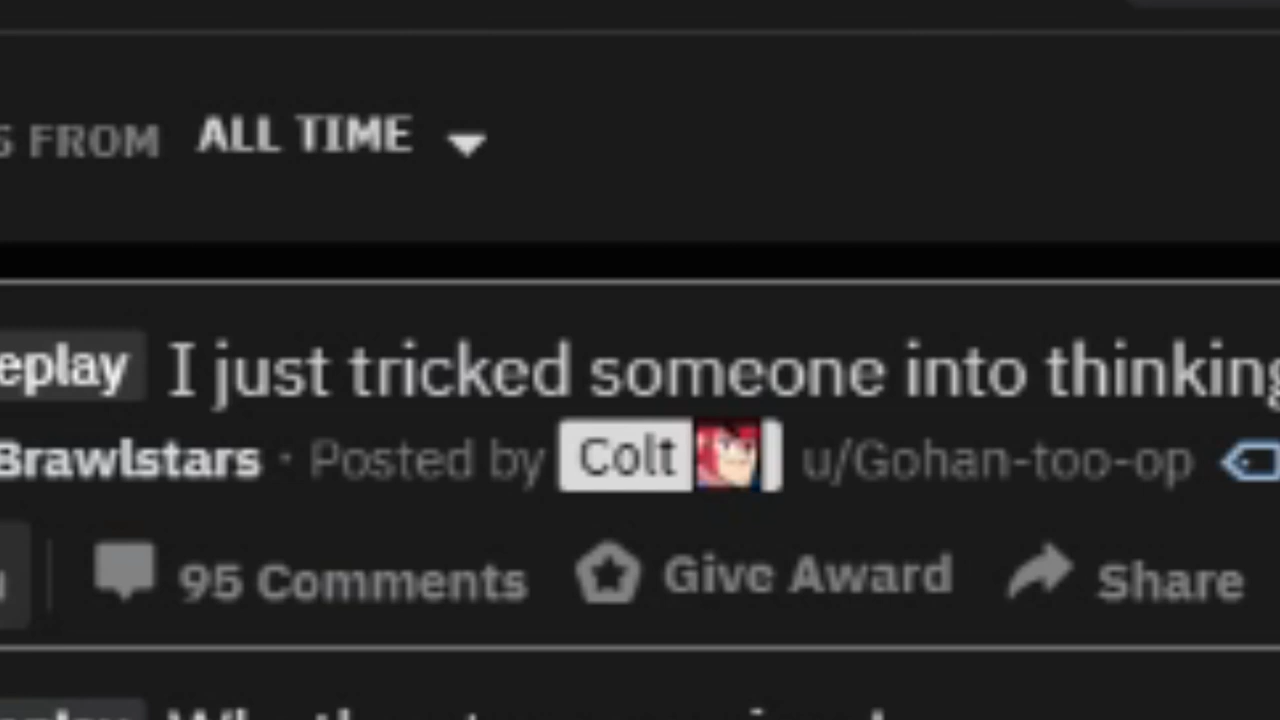 FROM ALL TIME
eplay I just tricked someone into thinking
Brawlstars · Posted by Colt u/Gohan-too-op
95 Comments Give Award Share